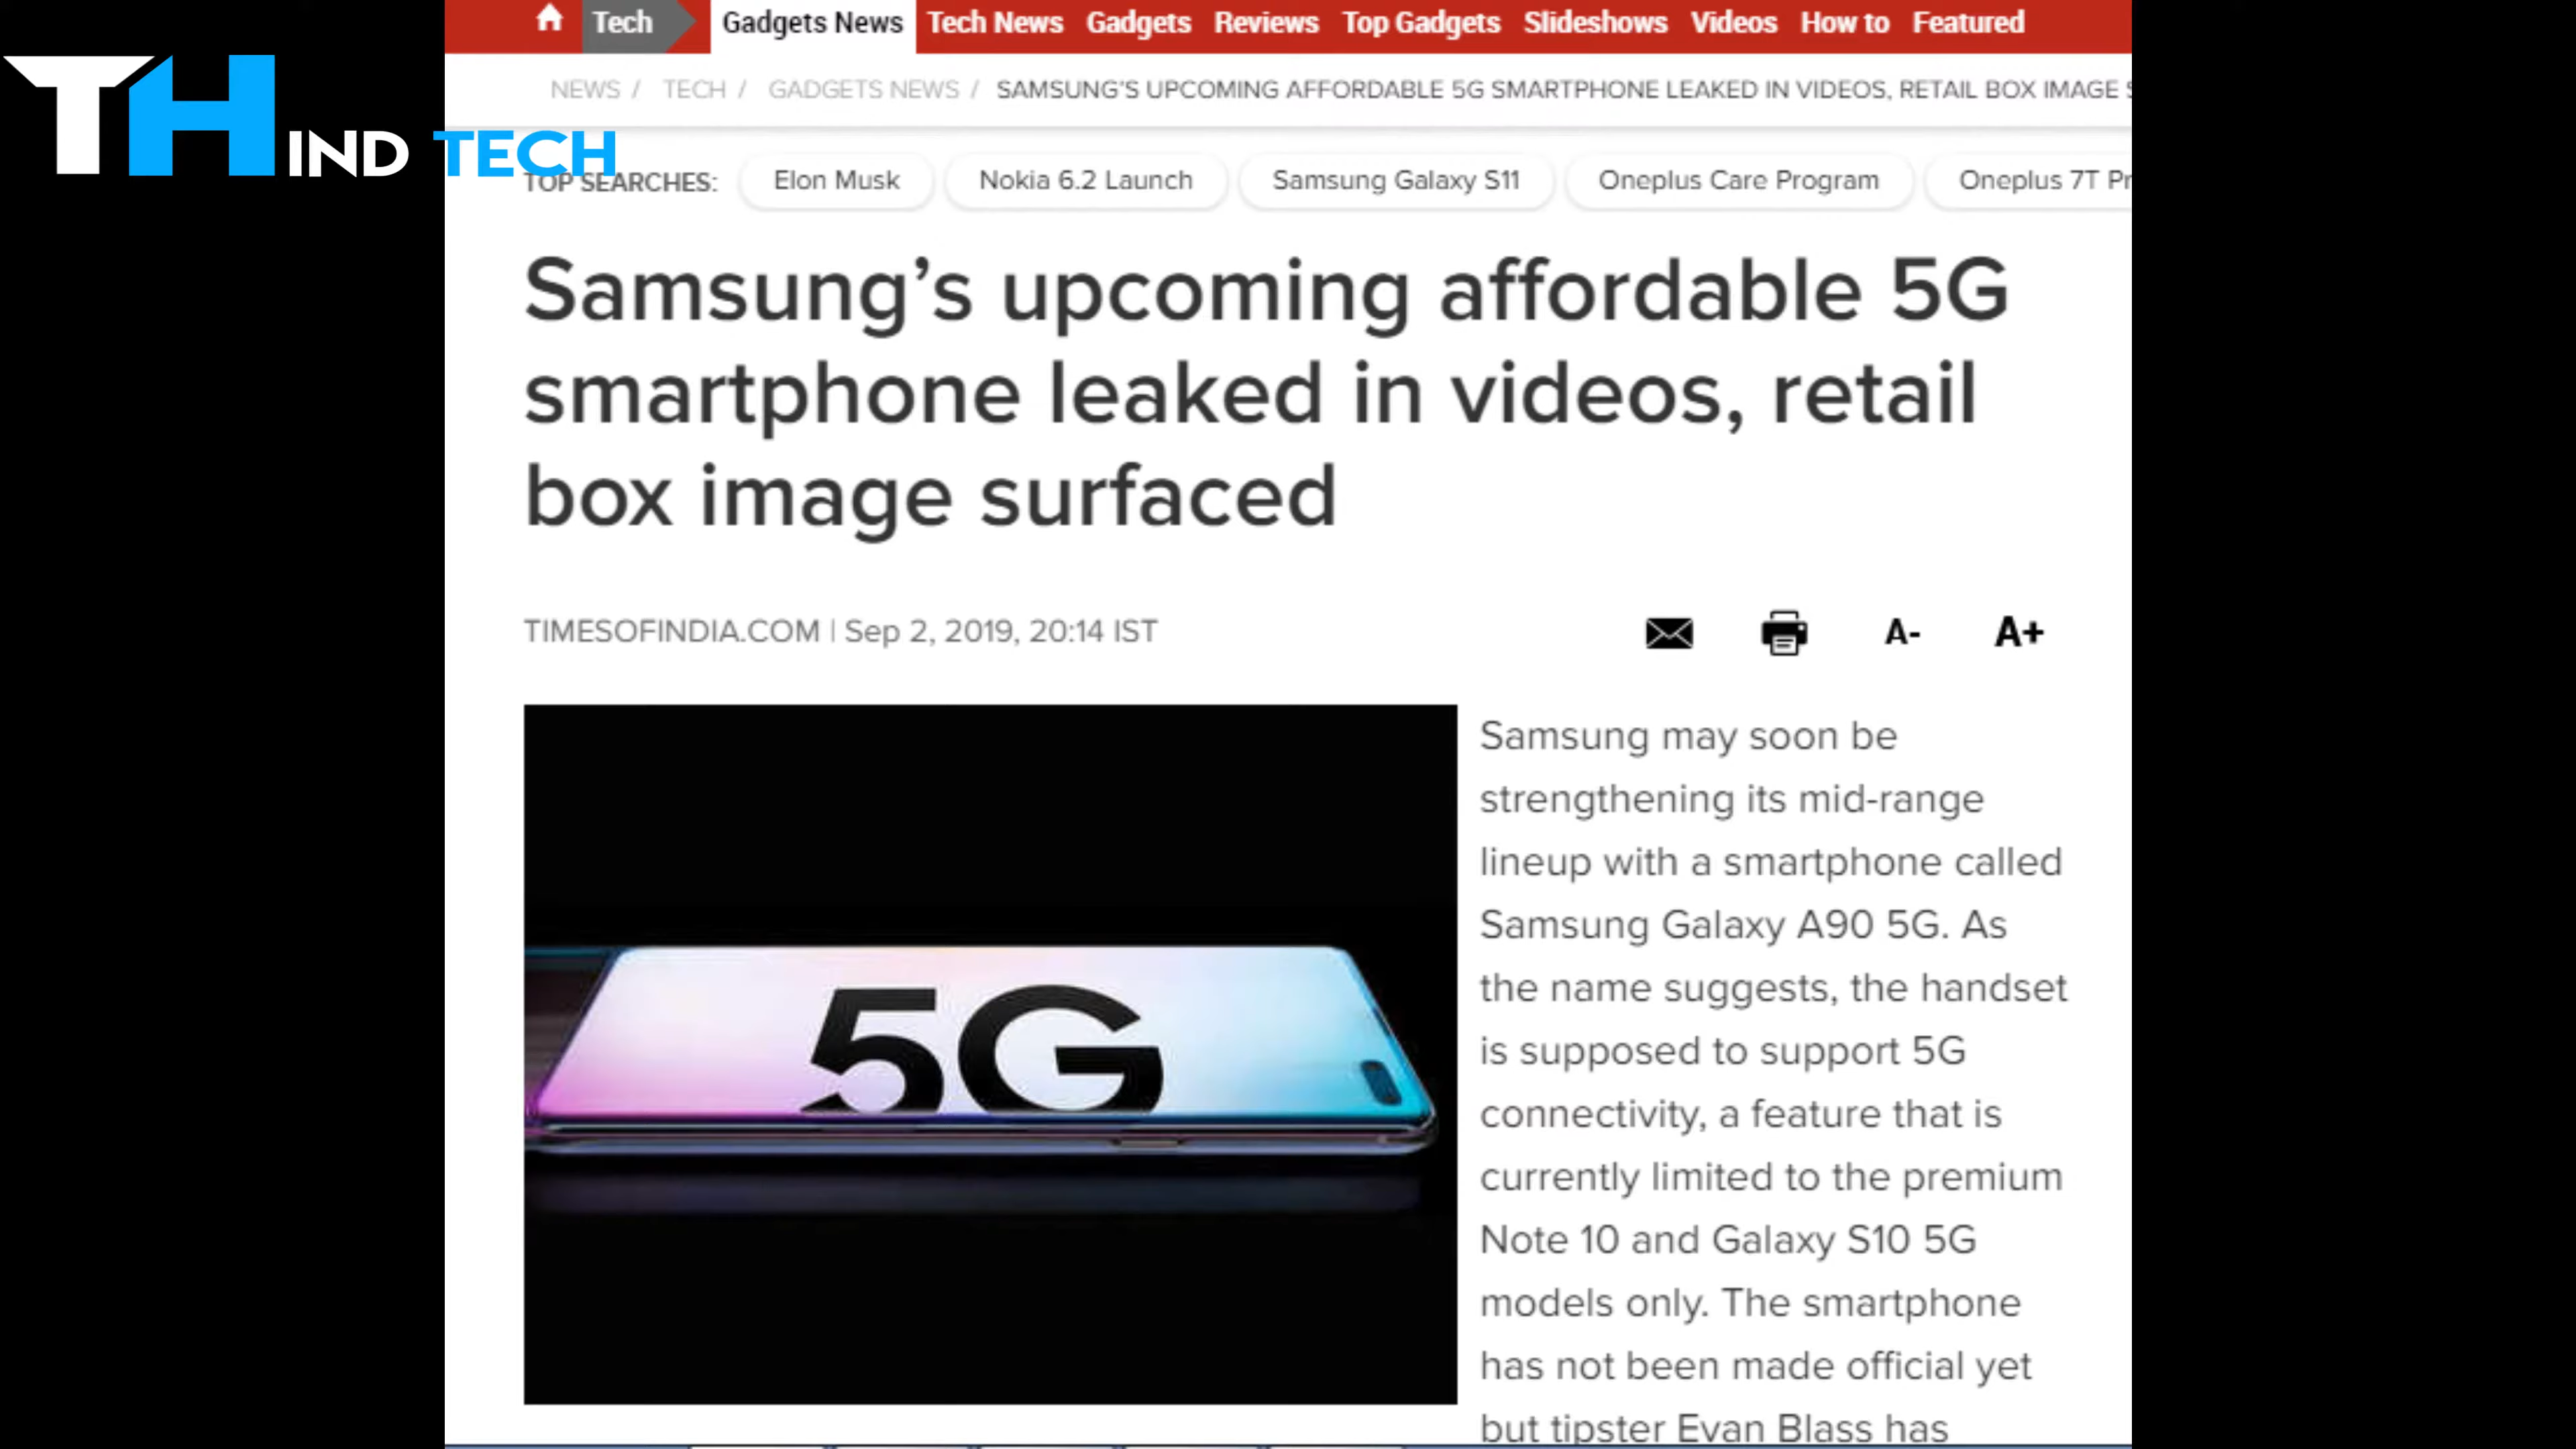 TH IND TECH
Tech Gadgets News Tech News Gadgets Reviews Top Gadgets Slideshows Videos How to Featured
NEWS / TECH / GADGETS NEWS / SAMSUNG'S UPCOMING AFFORDABLE 5G SMARTPHONE LEAKED IN VIDEOS, RETAIL BOX IMAGE
TOP SEARCHES: Elon Musk Nokia 6.2 Launch Samsung Galaxy S11 Oneplus Care Program Oneplus 7T
Samsung’s upcoming affordable 5G
smartphone leaked in videos, retail
box image surfaced
TIMESOFINDIA.COM | Sep 2, 2019, 20:14 IST
A- A+
5G
Samsung may soon be
strengthening its mid-range
lineup with a smartphone called
Samsung Galaxy A90 5G. As
the name suggests, the handset
is supposed to support 5G
connectivity, a feature that is
currently limited to the premium
Note 10 and Galaxy S10 5G
models only. The smartphone
has not been made official yet
but tipster Evan Blass has